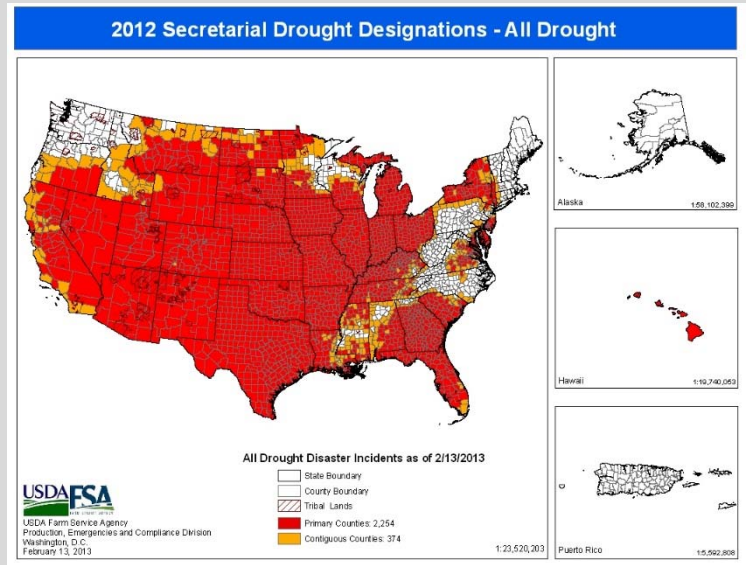 2012 Secretarial Drought Designations - All Drought
Alaska
1:58,102,399
Hawaii
1:19,740,053
All Drought Disaster Incidents as of 2/13/2013
State Boundary
County Boundary
Tribal Lands
Primary Counties: 2,254
Contiguous Counties: 374
USDA FSA
USDA Farm Service Agency
Production, Emergencies and Compliance Division
Washington, D.C.
February 13, 2013
1:23,520,203
Puerto Rico
1:5,592,808